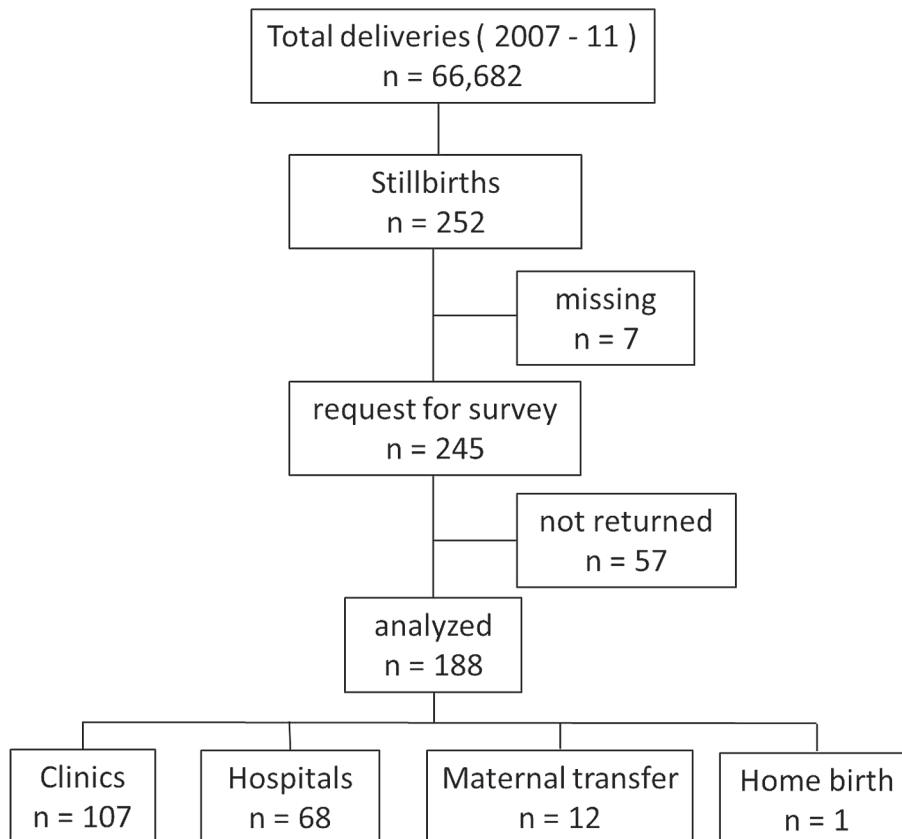 Total deliveries ( 2007 - 11 )
n = 66,682
Stillbirths
n = 252
missing
n = 7
request for survey
n = 245
not returned
n = 57
analyzed
n = 188
Clinics
n = 107
Hospitals
n = 68
Maternal transfer
n = 12
Home birth
n = 1